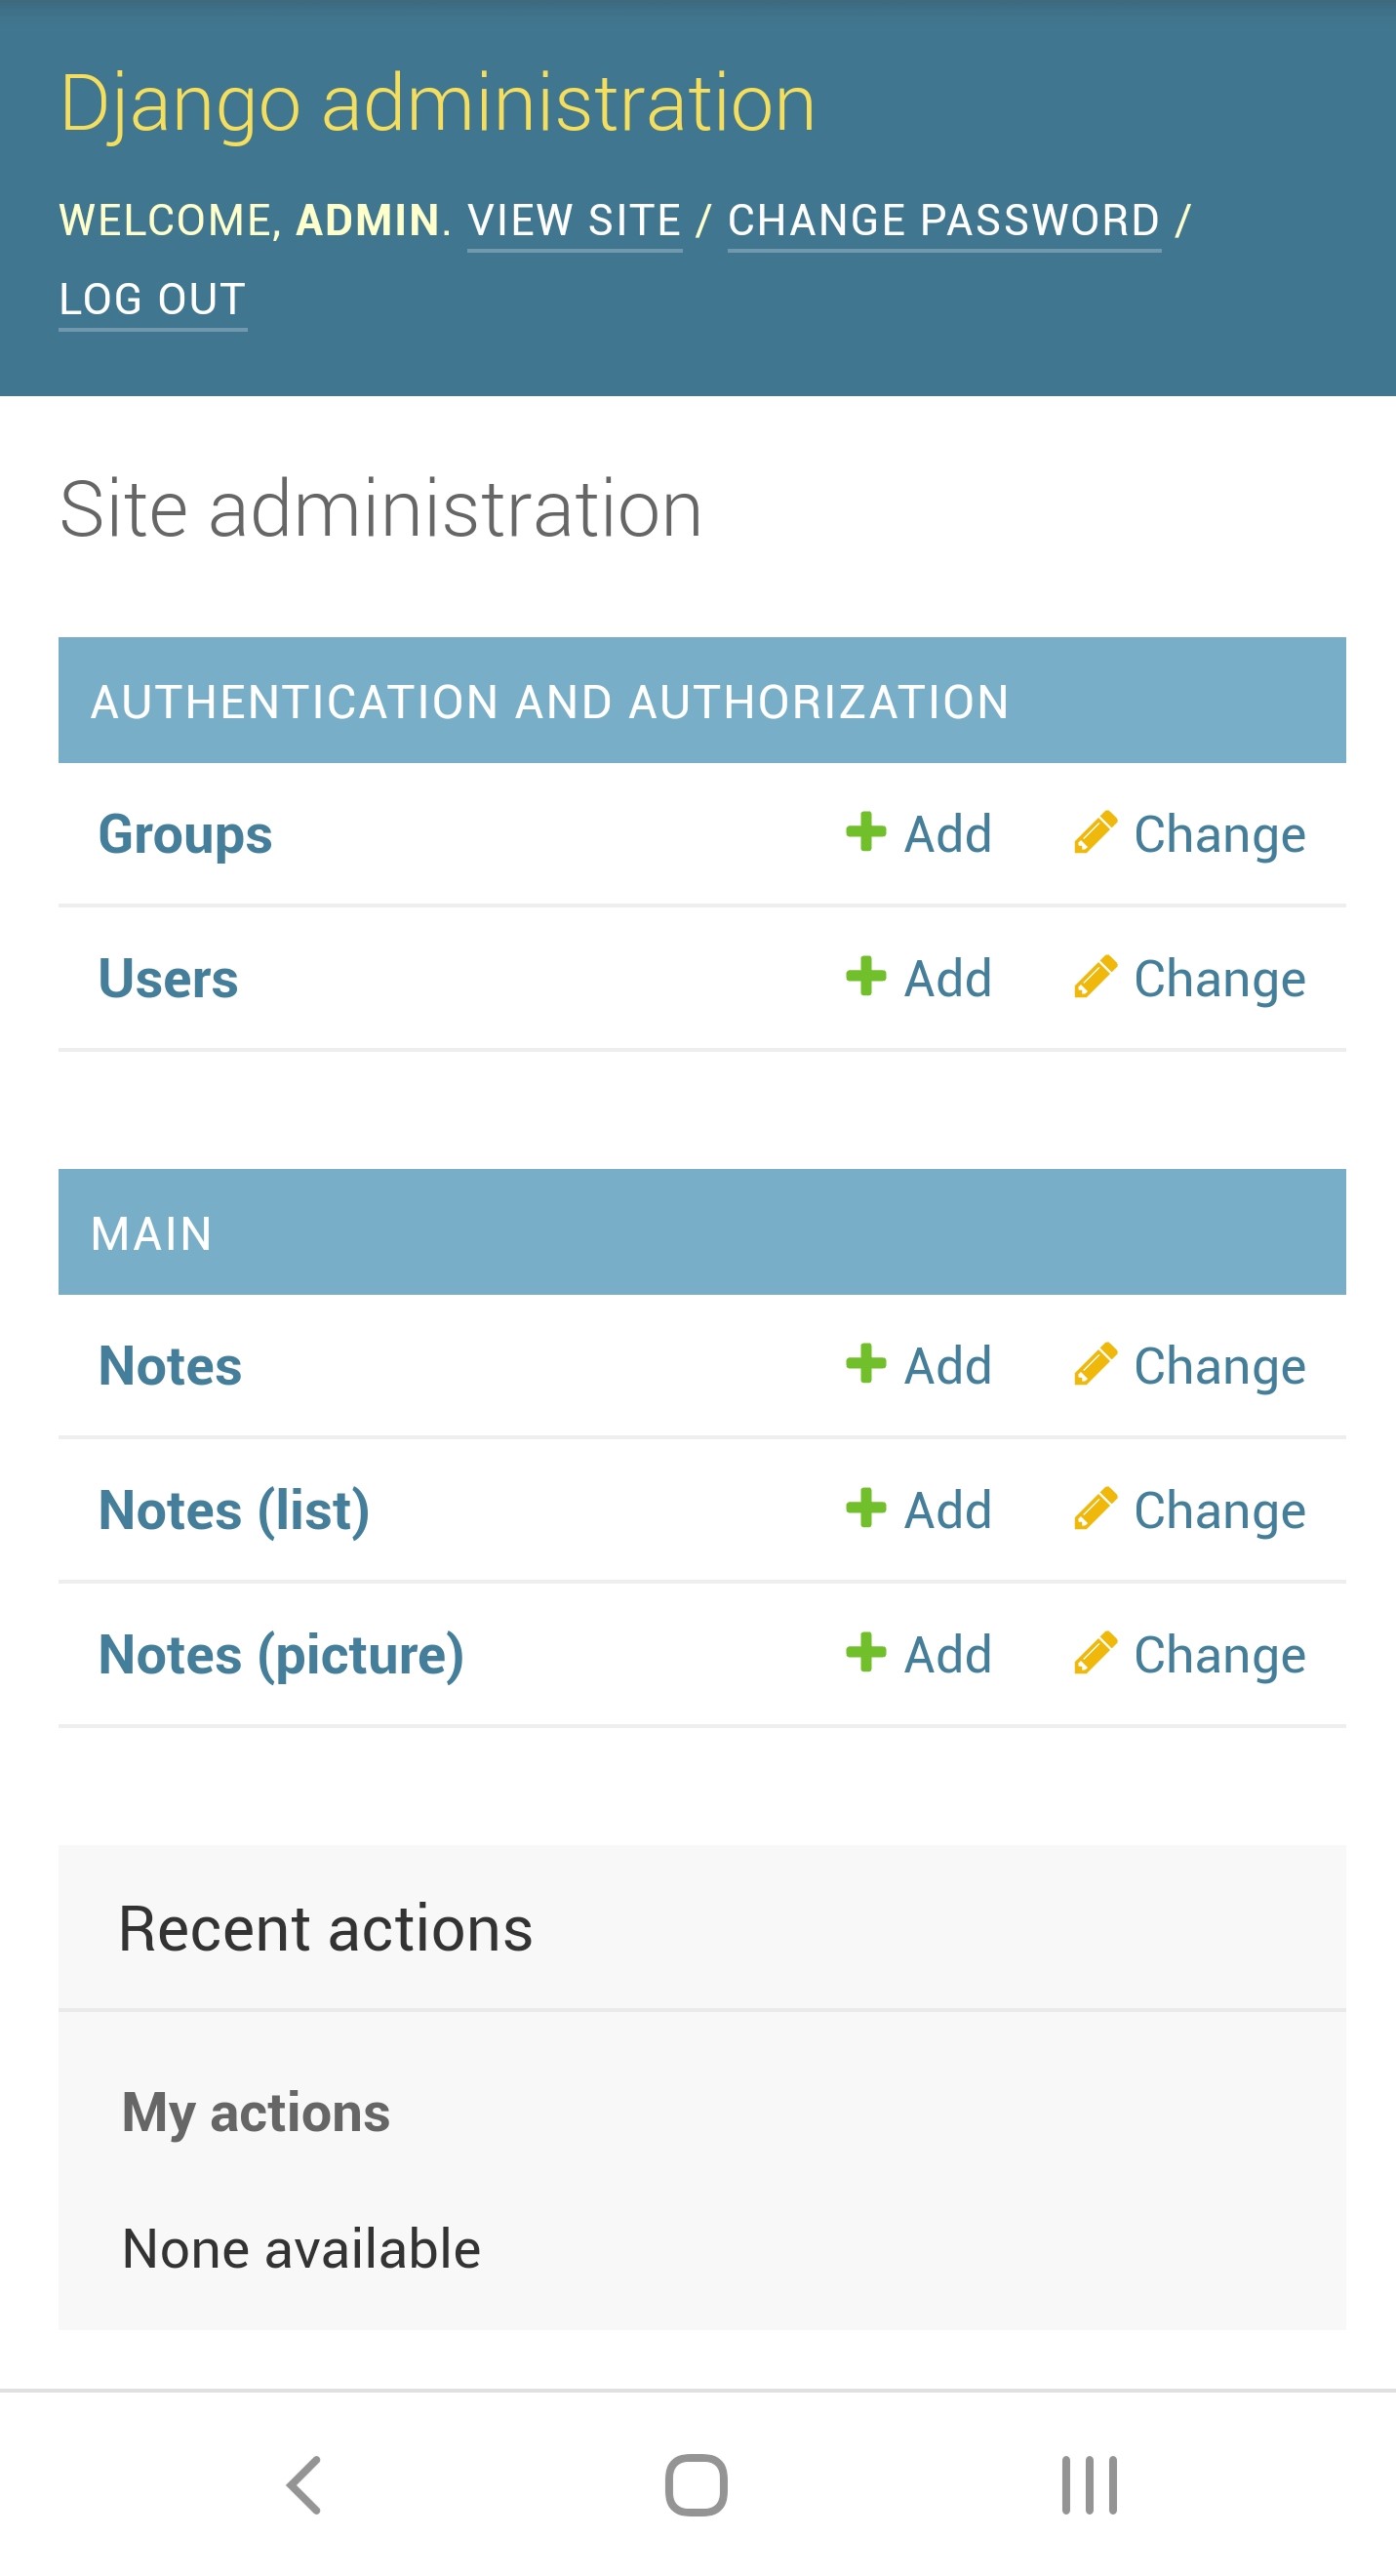 Django administration
WELCOME, ADMIN. VIEW SITE / CHANGE PASSWORD /
LOG OUT
Site administration
AUTHENTICATION AND AUTHORIZATION
Groups Add Change
Users Add Change
MAIN
Notes Add Change
Notes (list) Add Change
Notes (picture) Add Change
Recent actions
My actions
None available